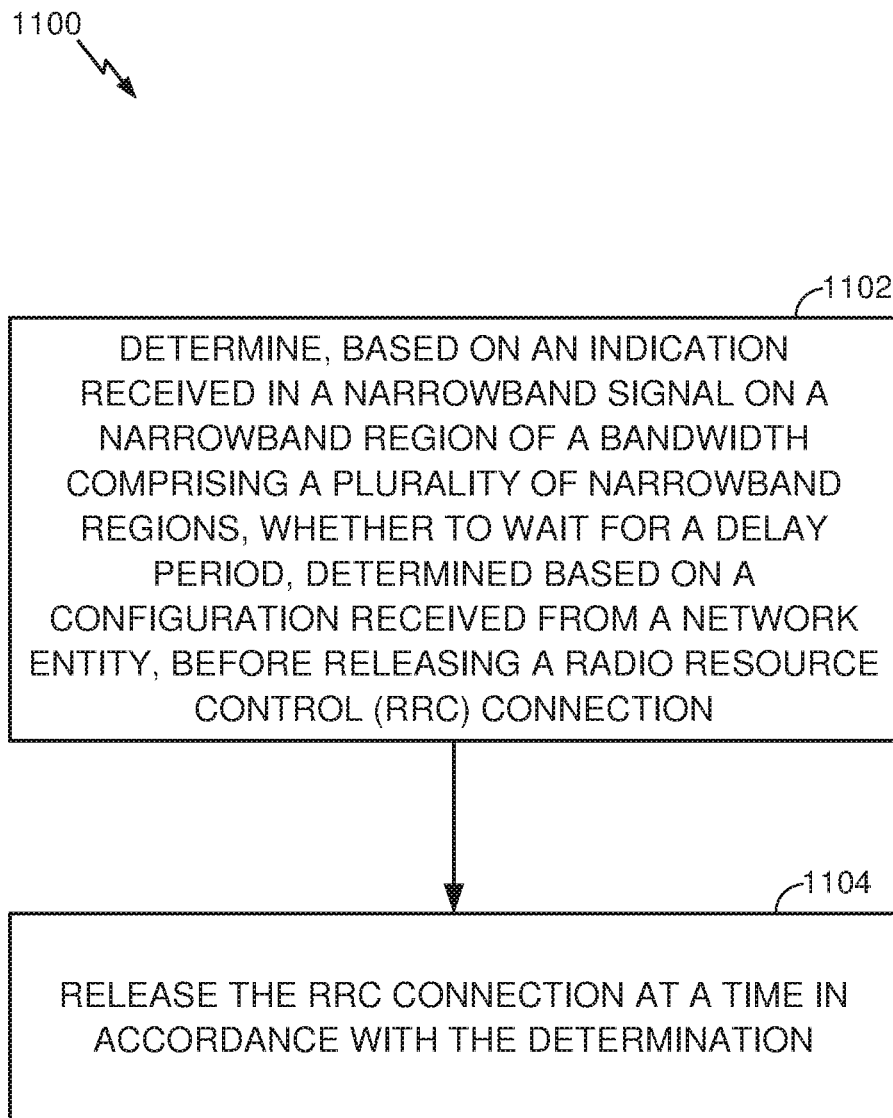 1100
1102
DETERMINE, BASED ON AN INDICATION
RECEIVED IN A NARROWBAND SIGNAL ON A
NARROWBAND REGION OF A BANDWIDTH
COMPRISING A PLURALITY OF NARROWBAND
REGIONS, WHETHER TO WAIT FOR A DELAY
PERIOD, DETERMINED BASED ON A
CONFIGURATION RECEIVED FROM A NETWORK
ENTITY, BEFORE RELEASING A RADIO RESOURCE
CONTROL (RRC) CONNECTION
1104
RELEASE THE RRC CONNECTION AT A TIME IN
ACCORDANCE WITH THE DETERMINATION